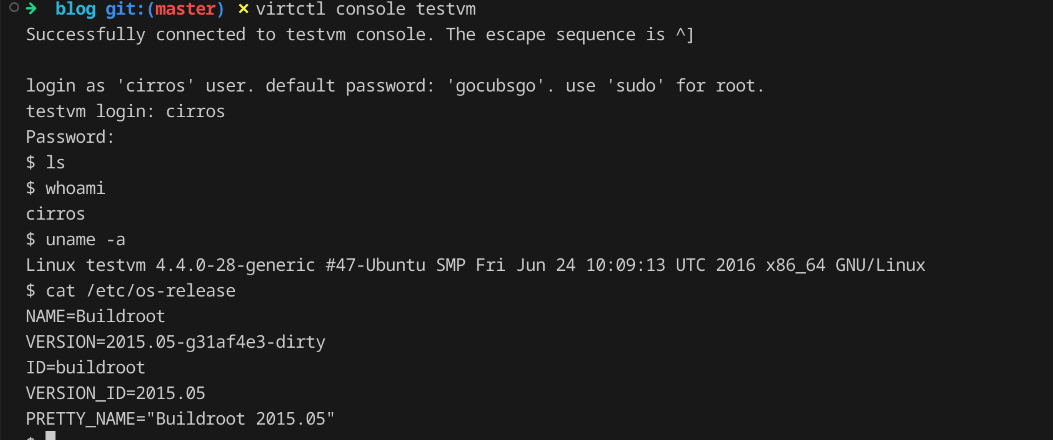 ➜  blog git:(master) ✗ virtctl console testvm
Successfully connected to testvm console. The escape sequence is ^]
login as 'cirros' user. default password: 'gocubsgo'. use 'sudo' for root.
testvm login: cirros
Password:
$ ls
$ whoami
cirros
$ uname -a
Linux testvm 4.4.0-28-generic #47-Ubuntu SMP Fri Jun 24 10:09:13 UTC 2016 x86_64 GNU/Linux
$ cat /etc/os-release
NAME=Buildroot
VERSION=2015.05-g31af4e3-dirty
ID=buildroot
VERSION_ID=2015.05
PRETTY_NAME="Buildroot 2015.05"
$